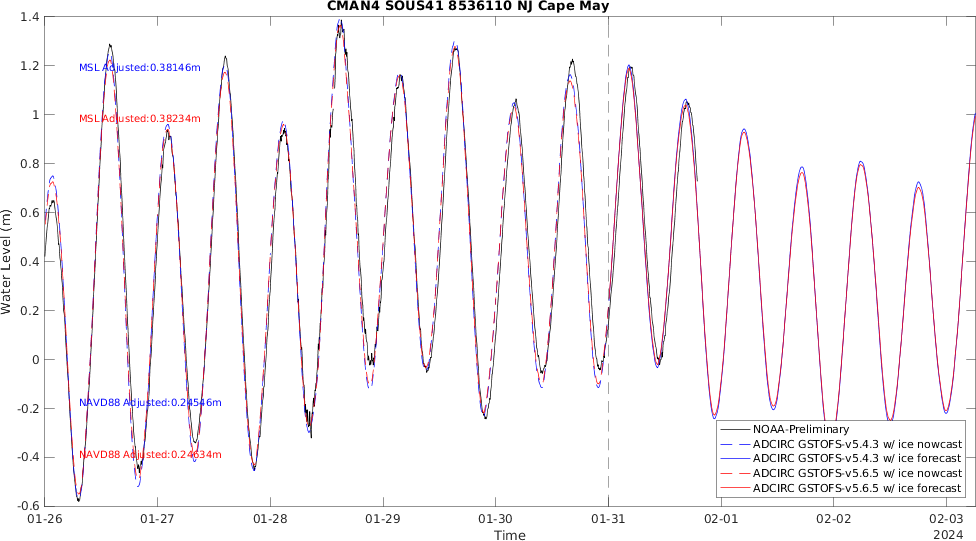 CMAN4 SOUS41 8536110 NJ Cape May
1.4
1.2
1
0.8
0.6
0.4
0.2
0
-0.2
-0.4
-0.6
Water Level (m)
MSL Adjusted:0.38146m
MSL Adjusted:0.38234m
NAVD88 Adjusted:0.24546m
NAVD88 Adjusted:0.24634m
NOAA-Preliminary
ADCIRC GSTOFS-v5.4.3 w/ ice nowcast
ADCIRC GSTOFS-v5.4.3 w/ ice forecast
ADCIRC GSTOFS-v5.6.5 w/ ice nowcast
ADCIRC GSTOFS-v5.6.5 w/ ice forecast
01-26 01-27 01-28 01-29 01-30 01-31 02-01 02-02 02-03
Time
2024